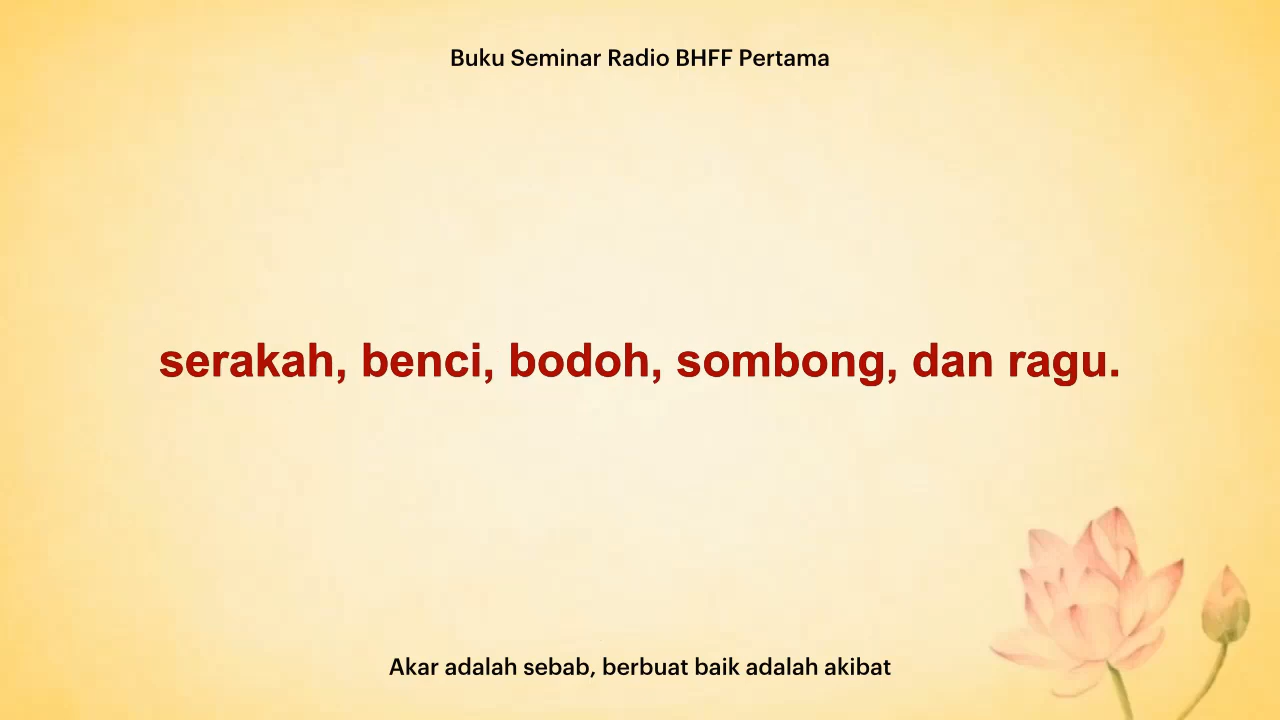 Buku Seminar Radio BHFF Pertama
serakah, benci, bodoh, sombong, dan ragu.
Akar adalah sebab, berbuat baik adalah akibat